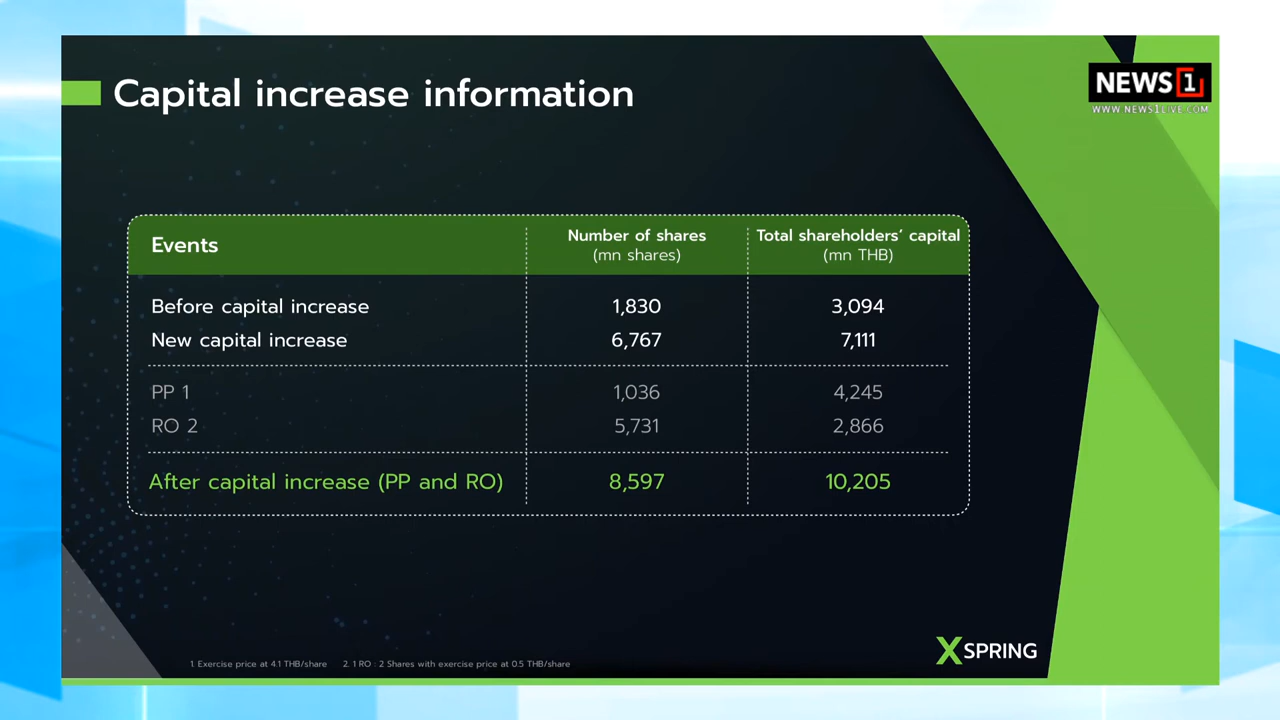 Capital increase information
NEWS 1
WWW.NEWS1LIVE.COM
Events
Number of shares
(mn shares)
Total shareholders’ capital
(mn THB)
Before capital increase 1,830 3,094
New capital increase 6,767 7,111
PP 1 1,036 4,245
RO 2 5,731 2,866
After capital increase (PP and RO) 8,597 10,205
XSPRING
1. Exercise price at 4.1 THB/share 2. 1 RO : 2 Shares with exercise price at 0.5 THB/share